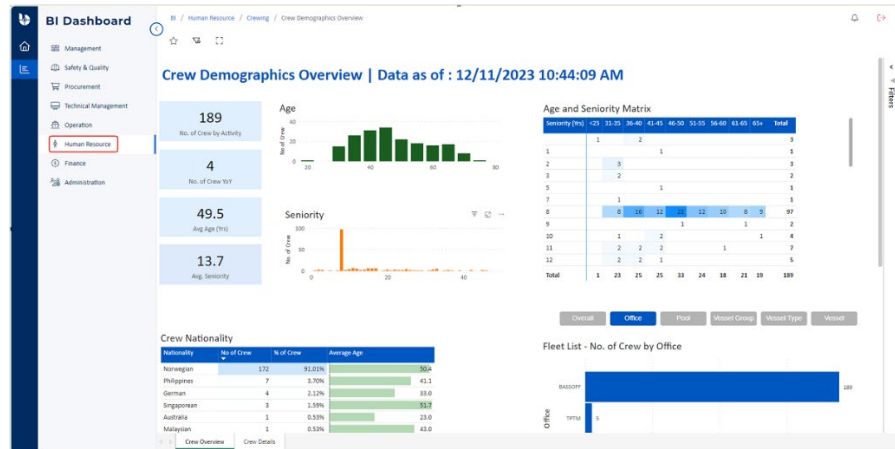 BI Dashboard
BI / Human Resource / Crewing / Crew Demographics Overview
Management
Safety & Quality
Procurement
Technical Management
Operation
Human Resource
Finance
Administration
Crew Demographics Overview | Data as of : 12/11/2023 10:44:09 AM
Filters
189
No. of Crew by Activity
4
No. of Crew YoY
49.5
Avg Age (Yrs)
13.7
Avg. Seniority
Age
No. of Crew
40
20
0
20 40 60 80
Seniority
No. of Crew
100
50
0
0 20 40
Age and Seniority Matrix
Seniority (Yrs) <25 31-35 36-40 41-45 46-50 51-55 56-60 61-65 65+ Total
1 2 3
1 1 1
2 3 3
3 2 2
5 1 1
7 1 1
8 8 16 12 22 12 10 8 9 97
9 1 1 2
10 1 2 1 4
11 2 2 2 1 7
12 2 2 1 5
Total 1 23 25 25 33 24 18 21 19 189
Overall Office Pool Vessel Group Vessel Type Vessel
Crew Nationality
Nationality No of Crew % of Crew Average Age
Norwegian 172 91.01% 50.4
Philippines 7 3.70% 41.1
German 4 2.12% 33.0
Singaporean 3 1.59% 51.7
Australia 1 0.53% 23.0
Malaysian 1 0.53% 43.0
Fleet List - No. of Crew by Office
Office
BASSOFF 189
TIPTM 5
Crew Overview Crew Details